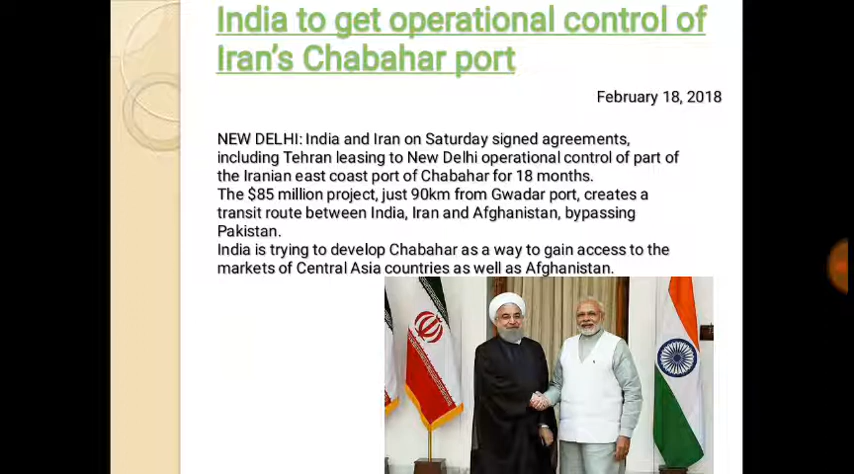 India to get operational control of
Iran's Chabahar port
February 18, 2018
NEW DELHI: India and Iran on Saturday signed agreements,
including Tehran leasing to New Delhi operational control of part of
the Iranian east coast port of Chabahar for 18 months.
The $85 million project, just 90km from Gwadar port, creates a
transit route between India, Iran and Afghanistan, bypassing
Pakistan.
India is trying to develop Chabahar as a way to gain access to the
markets of Central Asia countries as well as Afghanistan.